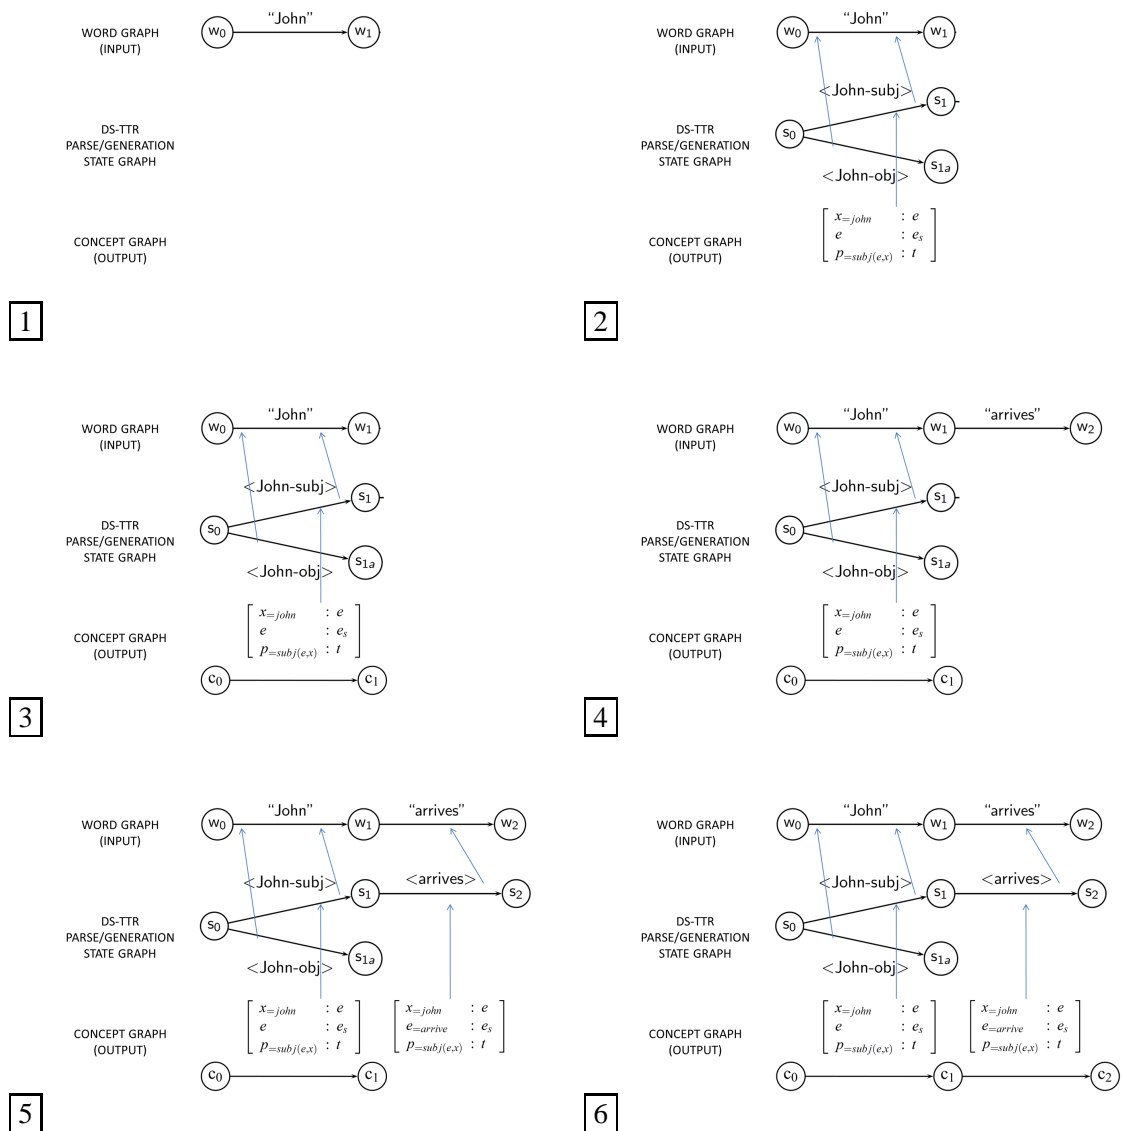 WORD GRAPH
(INPUT)
w0 “John” w1
DS-TTR
PARSE/GENERATION
STATE GRAPH
CONCEPT GRAPH
(OUTPUT)
1
WORD GRAPH
(INPUT)
w0 “John” w1
<John-subj>
s1
DS-TTR
PARSE/GENERATION
STATE GRAPH
s0
s1a
<John-obj>
CONCEPT GRAPH
(OUTPUT)
x=john : e
e : es
p=subj(e,x) : t
2
WORD GRAPH
(INPUT)
w0 “John” w1
<John-subj>
s1
DS-TTR
PARSE/GENERATION
STATE GRAPH
s0
s1a
<John-obj>
CONCEPT GRAPH
(OUTPUT)
x=john : e
e : es
p=subj(e,x) : t
c0 c1
3
WORD GRAPH
(INPUT)
w0 “John” w1 “arrives” w2
<John-subj>
s1
DS-TTR
PARSE/GENERATION
STATE GRAPH
s0
s1a
<John-obj>
CONCEPT GRAPH
(OUTPUT)
x=john : e
e : es
p=subj(e,x) : t
c0 c1
4
WORD GRAPH
(INPUT)
w0 “John” w1 “arrives” w2
<John-subj> <arrives>
s1 s2
DS-TTR
PARSE/GENERATION
STATE GRAPH
s0
s1a
<John-obj>
CONCEPT GRAPH
(OUTPUT)
x=john : e
e : es
p=subj(e,x) : t
x=john : e
e=arrive : es
p=subj(e,x) : t
c0 c1
5
WORD GRAPH
(INPUT)
w0 “John” w1 “arrives” w2
<John-subj> <arrives>
s1 s2
DS-TTR
PARSE/GENERATION
STATE GRAPH
s0
s1a
<John-obj>
CONCEPT GRAPH
(OUTPUT)
x=john : e
e : es
p=subj(e,x) : t
x=john : e
e=arrive : es
p=subj(e,x) : t
c0 c1 c2
6